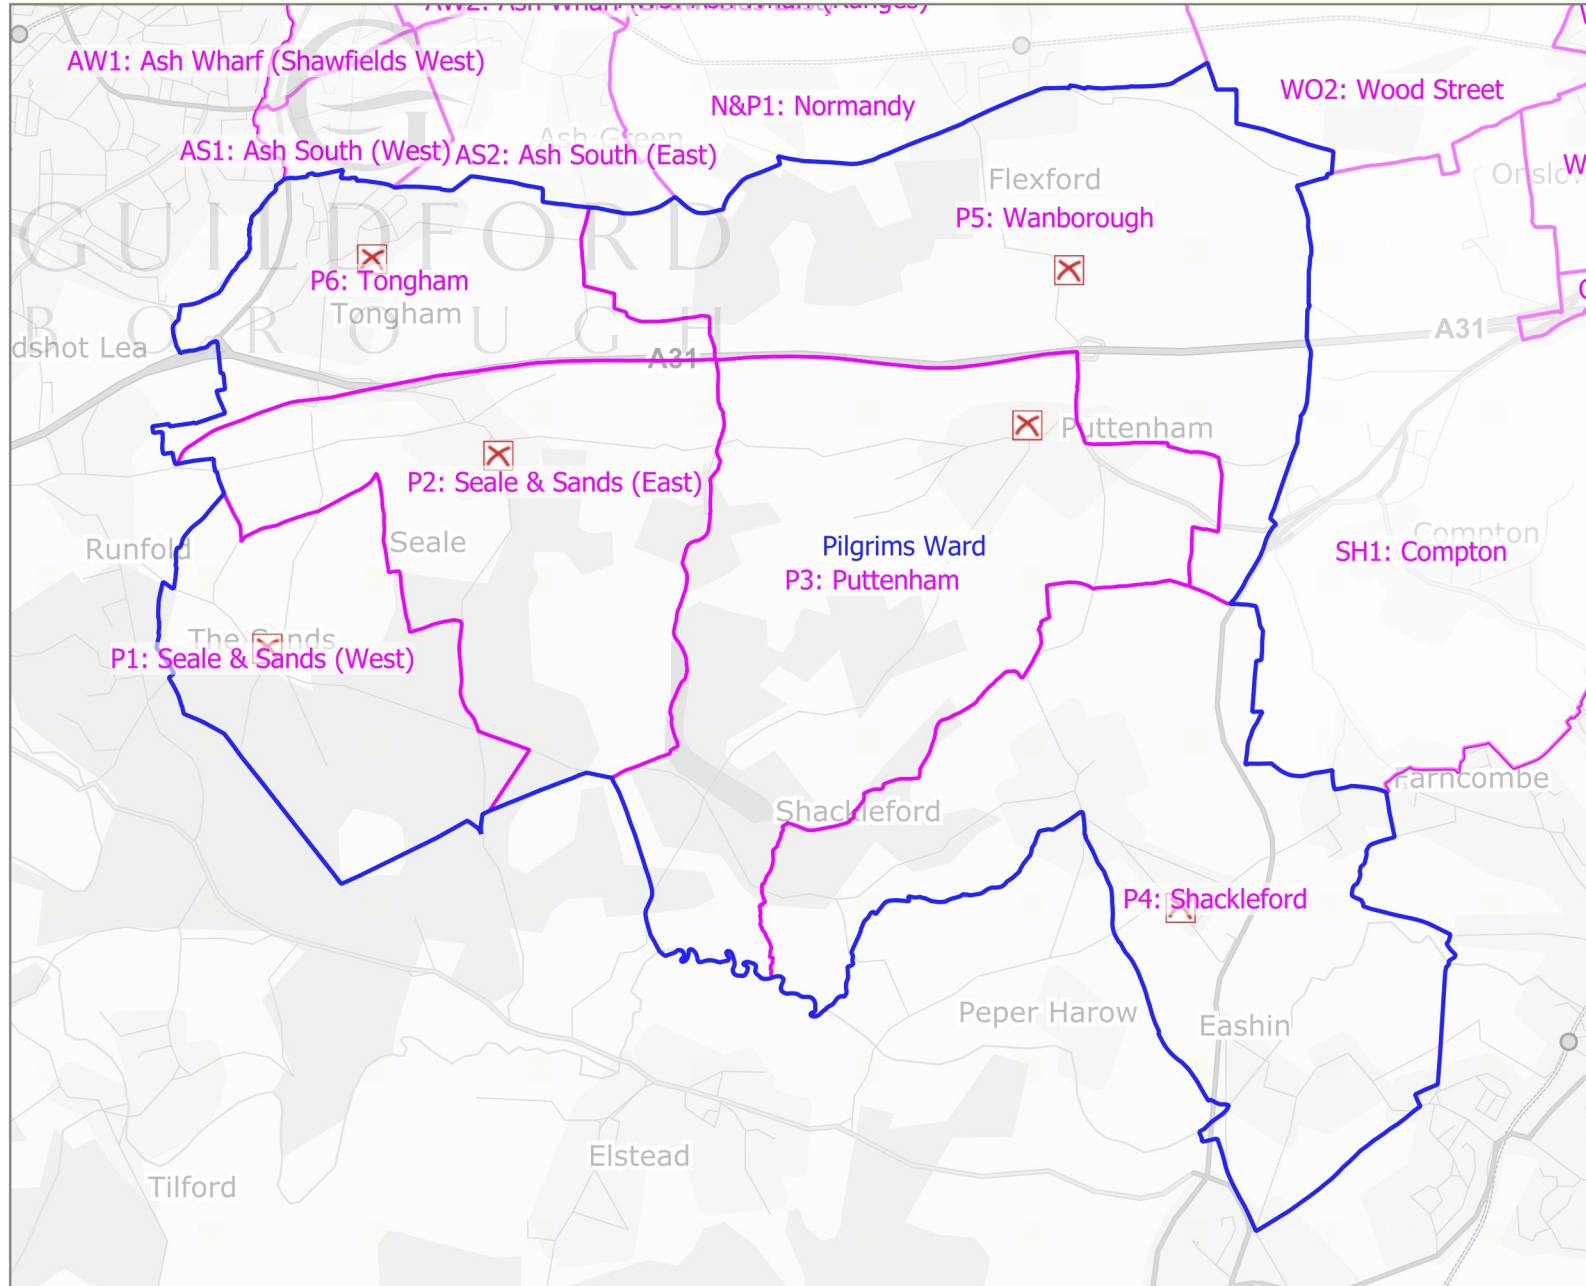 AW1: Ash Wharf (Shawfields West)
WO2: Wood Street
N&P1: Normandy
Ash Green
AS1: Ash South (West)
AS2: Ash South (East)
Flexford
P5: Wanborough
GUILDFORD
BOROUGH
P6: Tongham
Tongham
dshot Lea
A31
A31
Puttenham
P2: Seale & Sands (East)
Seale
Runfold
Pilgrims Ward
P3: Puttenham
Compton
SH1: Compton
The Sands
P1: Seale & Sands (West)
Farncombe
Shackleford
P4: Shackleford
Peper Harow
Eashin
Elstead
Tilford